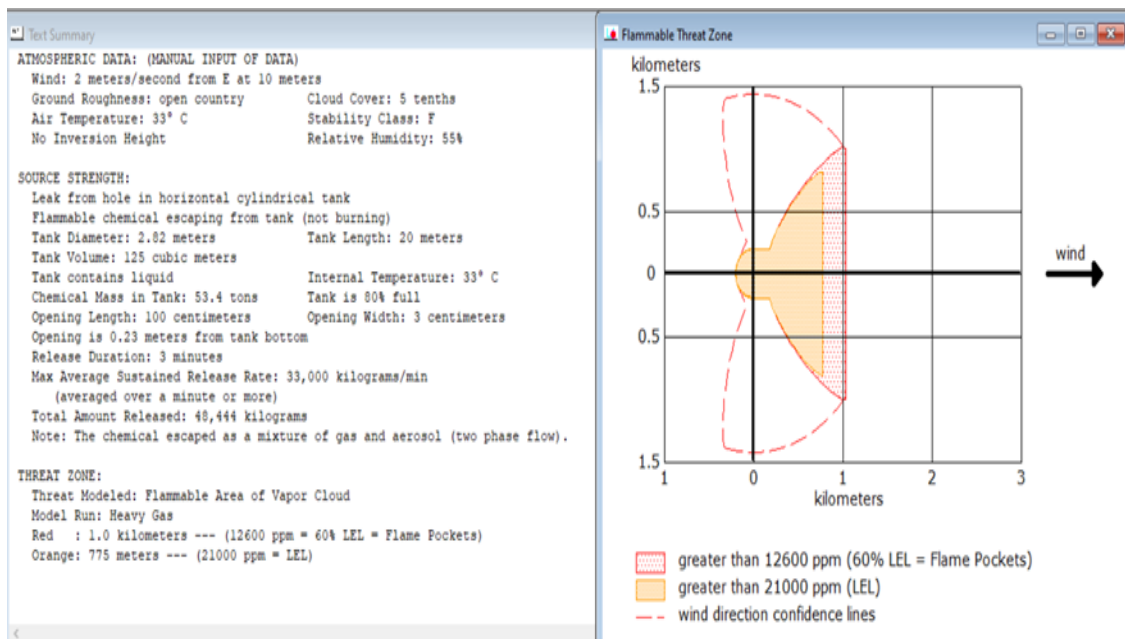 Text Summary
ATMOSPHERIC DATA: (MANUAL INPUT OF DATA)
Wind: 2 meters/second from E at 10 meters
Ground Roughness: open country Cloud Cover: 5 tenths
Air Temperature: 33° C Stability Class: F
No Inversion Height Relative Humidity: 55%
SOURCE STRENGTH:
Leak from hole in horizontal cylindrical tank
Flammable chemical escaping from tank (not burning)
Tank Diameter: 2.82 meters Tank Length: 20 meters
Tank Volume: 125 cubic meters
Tank contains liquid Internal Temperature: 33° C
Chemical Mass in Tank: 53.4 tons Tank is 80% full
Opening Length: 100 centimeters Opening Width: 3 centimeters
Opening is 0.23 meters from tank bottom
Release Duration: 3 minutes
Max Average Sustained Release Rate: 33,000 kilograms/min
(averaged over a minute or more)
Total Amount Released: 48,444 kilograms
Note: The chemical escaped as a mixture of gas and aerosol (two phase flow).
THREAT ZONE:
Threat Modeled: Flammable Area of Vapor Cloud
Model Run: Heavy Gas
Red : 1.0 kilometers --- (12600 ppm = 60% LEL = Flame Pockets)
Orange: 775 meters --- (21000 ppm = LEL)
Flammable Threat Zone
kilometers
1.5
0.5
0
0.5
1.5
1 0 1 2 3
kilometers
wind
greater than 12600 ppm (60% LEL = Flame Pockets)
greater than 21000 ppm (LEL)
wind direction confidence lines